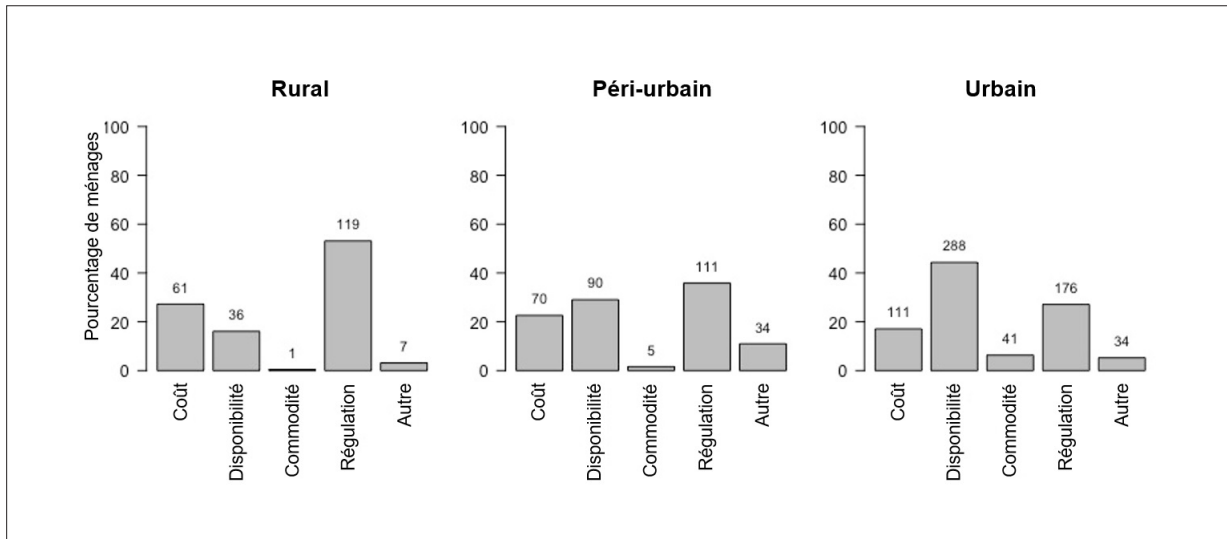 Rural
Pourcentage de ménages
100
80
60
40
20
0
61
36
1
119
7
Coût
Disponibilité
Commodité
Régulation
Autre
Péri-urbain
100
80
60
40
20
0
70
90
5
111
34
Coût
Disponibilité
Commodité
Régulation
Autre
Urbain
100
80
60
40
20
0
111
288
41
176
34
Coût
Disponibilité
Commodité
Régulation
Autre